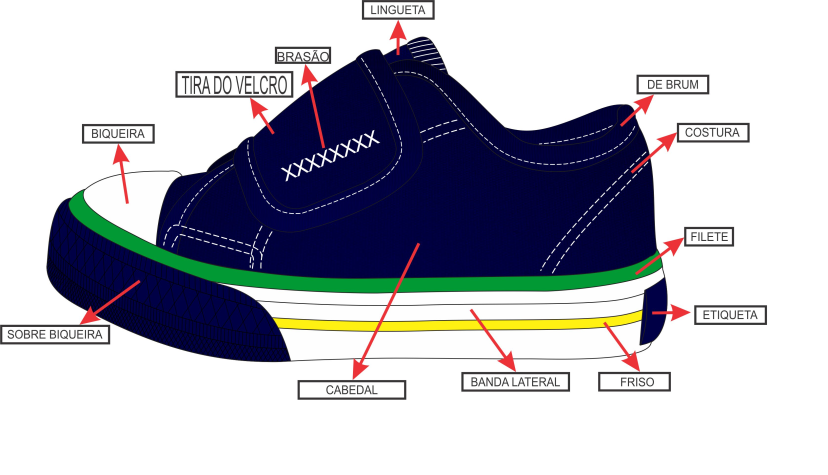 LINGUETA
BRASÃO
TIRA DO VELCRO
DE BRUM
BIQUEIRA
COSTURA
XXXXXXXX
FILETE
ETIQUETA
SOBRE BIQUEIRA
CABEDAL
BANDA LATERAL
FRISO